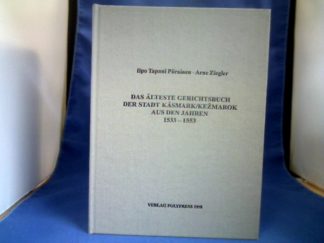 Ilpo Tapani Piirainen · Arne Ziegler
DAS ÄLTESTE GERICHTSBUCH
DER STADT KÄSMARK/KEŽMAROK
AUS DEN JAHREN
1533 – 1553
VERLAG POLYPRESS 1998